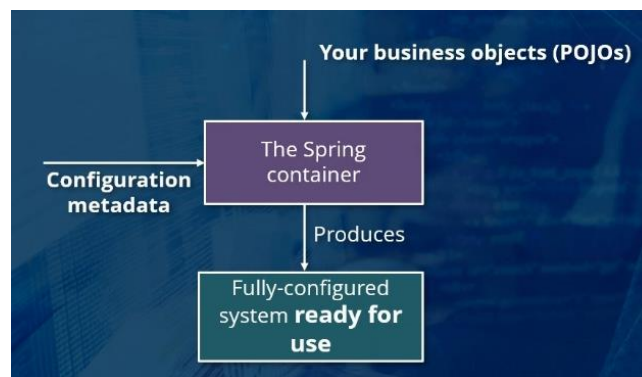 Your business objects (POJOs)
The Spring
container
Configuration
metadata
Produces
Fully-configured
system ready for
use